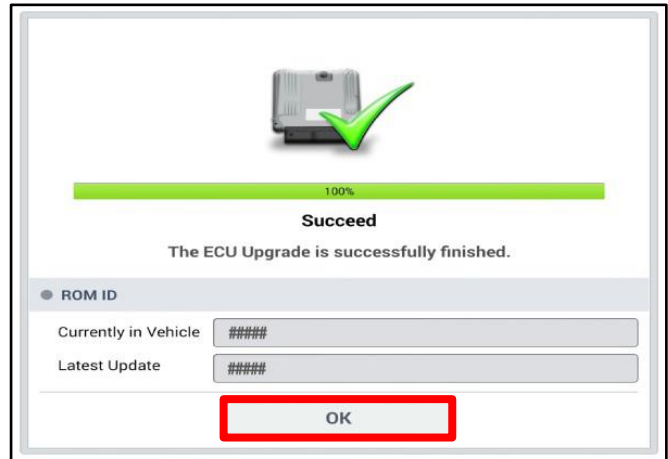 100%
Succeed
The ECU Upgrade is successfully finished.
ROM ID
Currently in Vehicle #####
Latest Update #####
OK